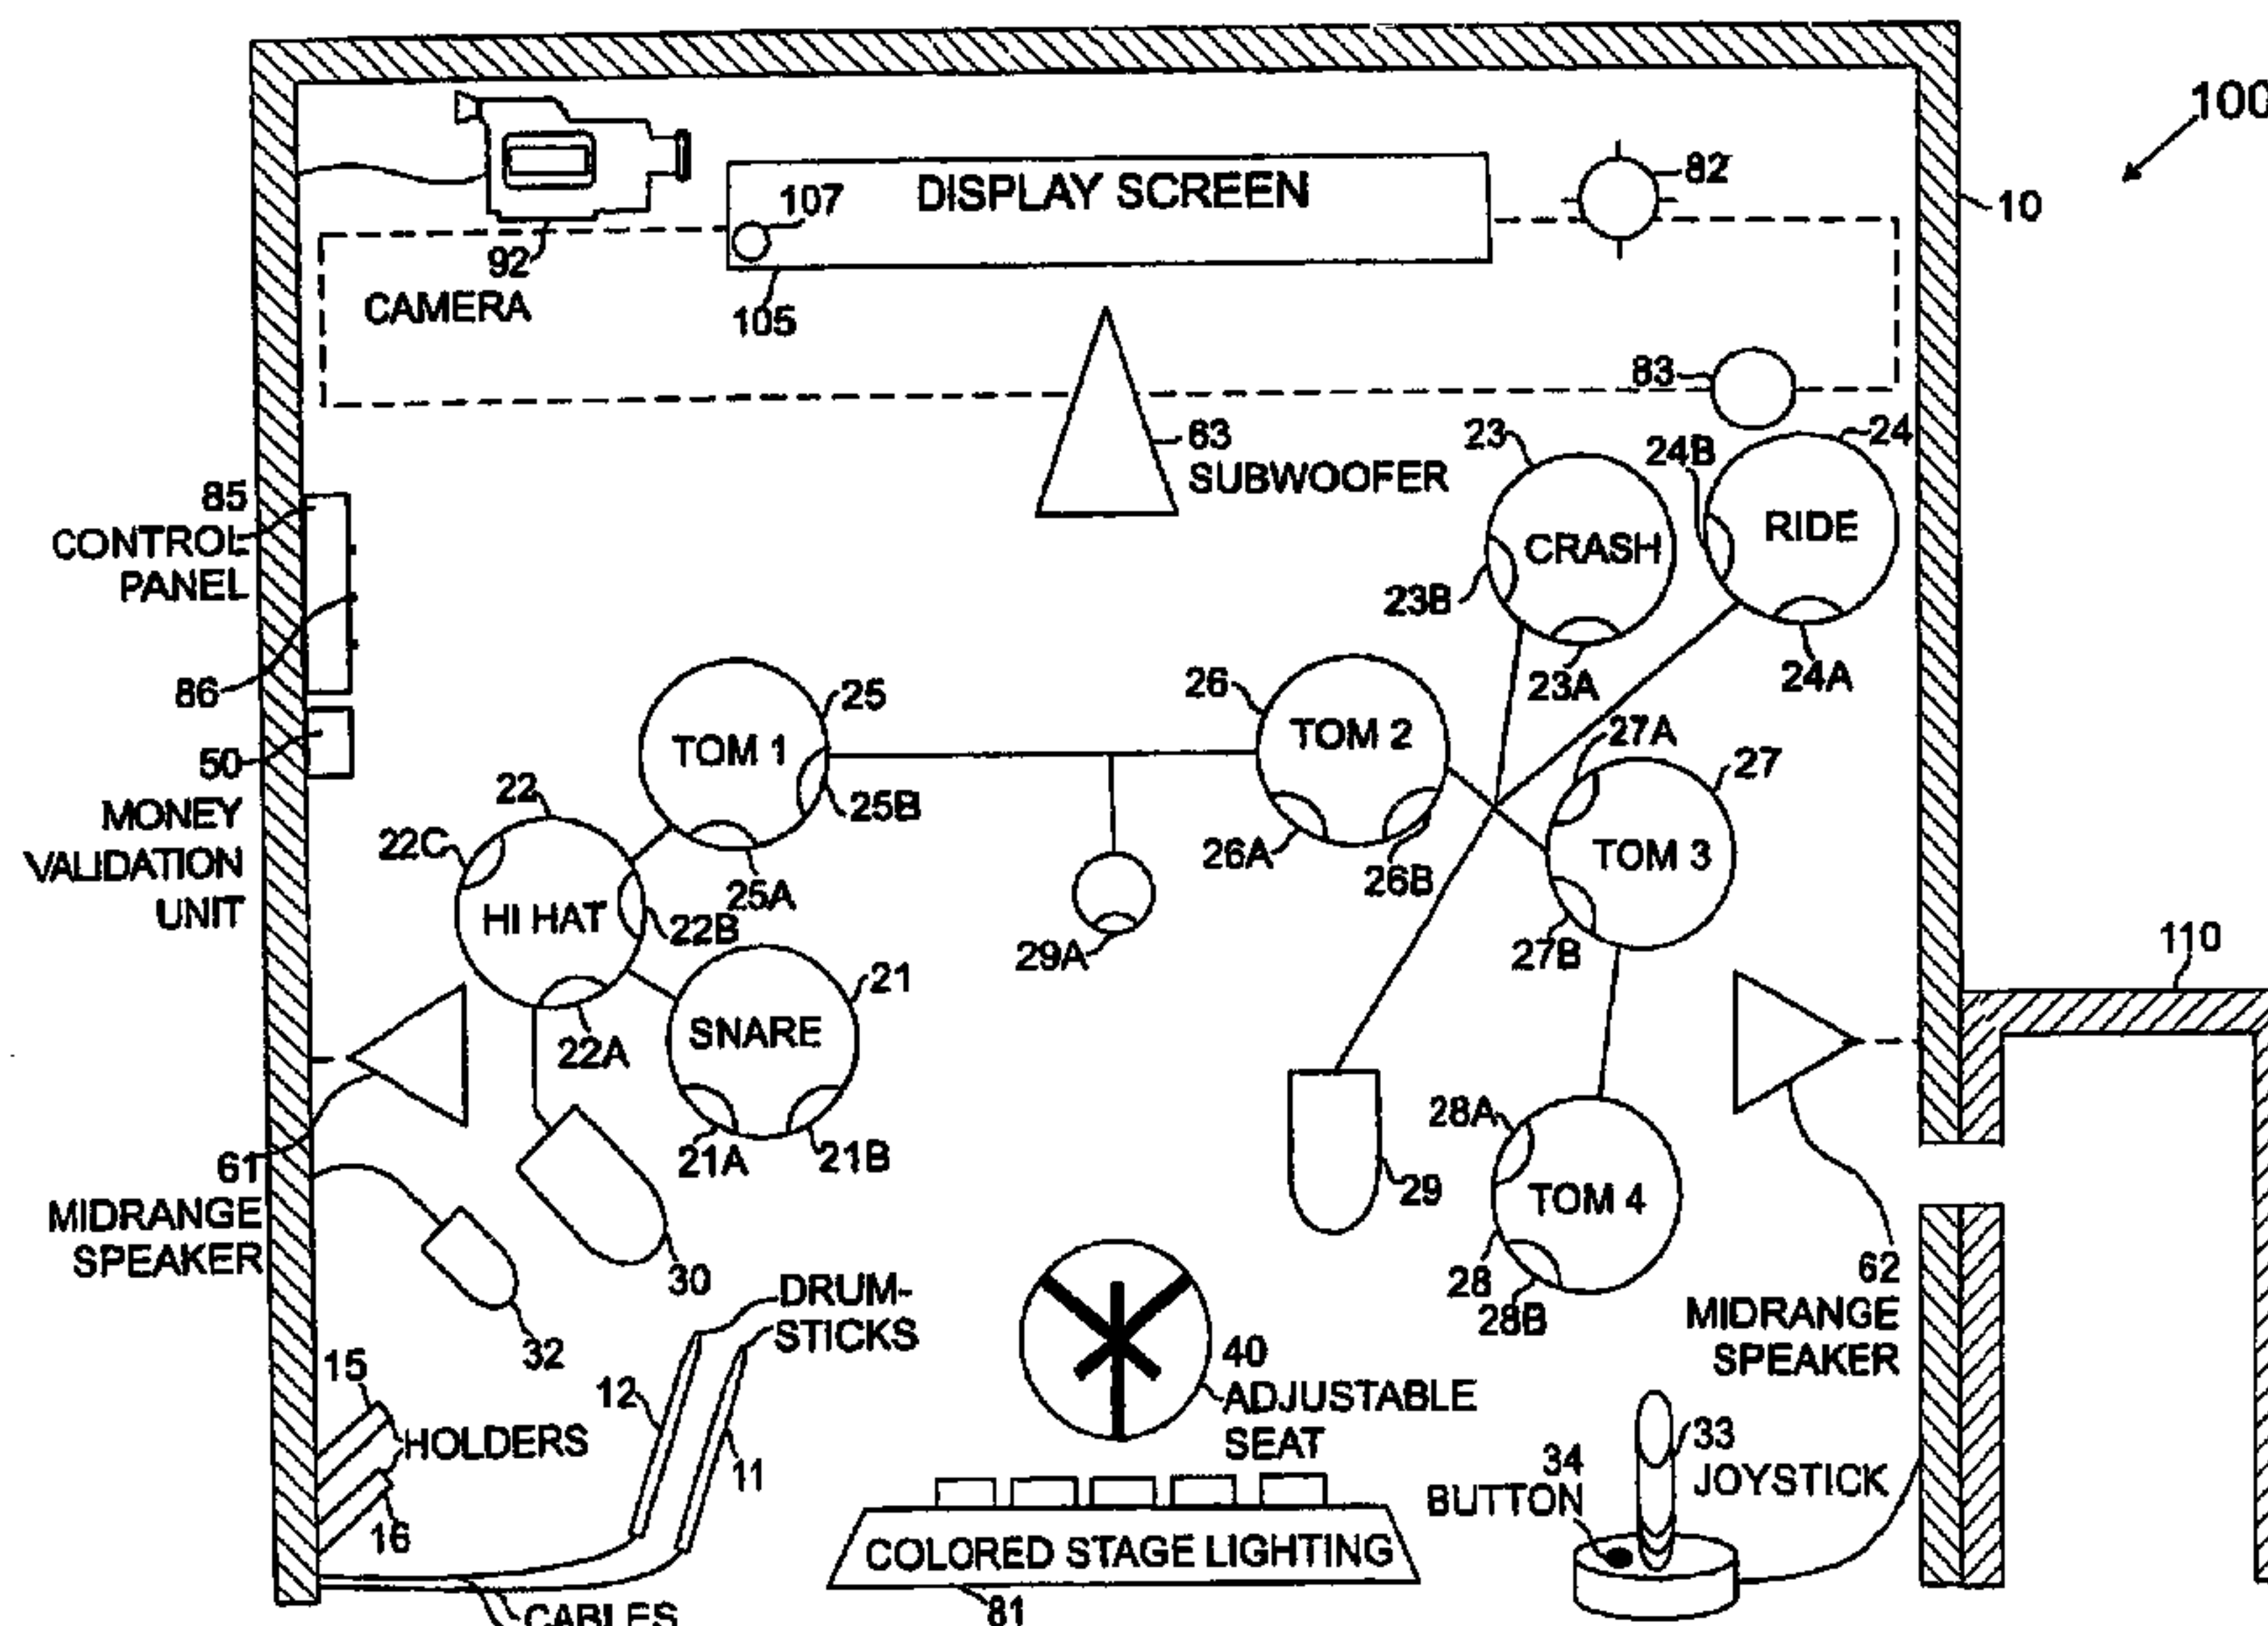 100
82
10
DISPLAY SCREEN
107
92
CAMERA
105
83
63
SUBWOOFER
23
24B
24
CRASH
RIDE
23B
23A
24A
85
CONTROL
PANEL
86
50
MONEY
VALIDATION
UNIT
25
TOM 1
25B
25A
26
TOM 2
26A
26B
27A
27
TOM 3
27B
22
22C
HI HAT
22B
22A
29A
21
SNARE
21A
21B
110
61
MIDRANGE
SPEAKER
30
32
29
28A
TOM 4
28
28B
62
MIDRANGE
SPEAKER
DRUM-
STICKS
15
HOLDERS
16
12
11
40
ADJUSTABLE
SEAT
34
BUTTON
33
JOYSTICK
COLORED STAGE LIGHTING
81
CABLES